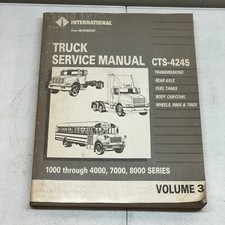 INTERNATIONAL
TRUCK
SERVICE MANUAL
CTS-4245
TRANSMISSIONS
REAR AXLE
FUEL TANKS
BODY CAB/COWL
WHEELS, RIMS & TIRES
1000 through 4000, 7000, 8000 SERIES
VOLUME 3